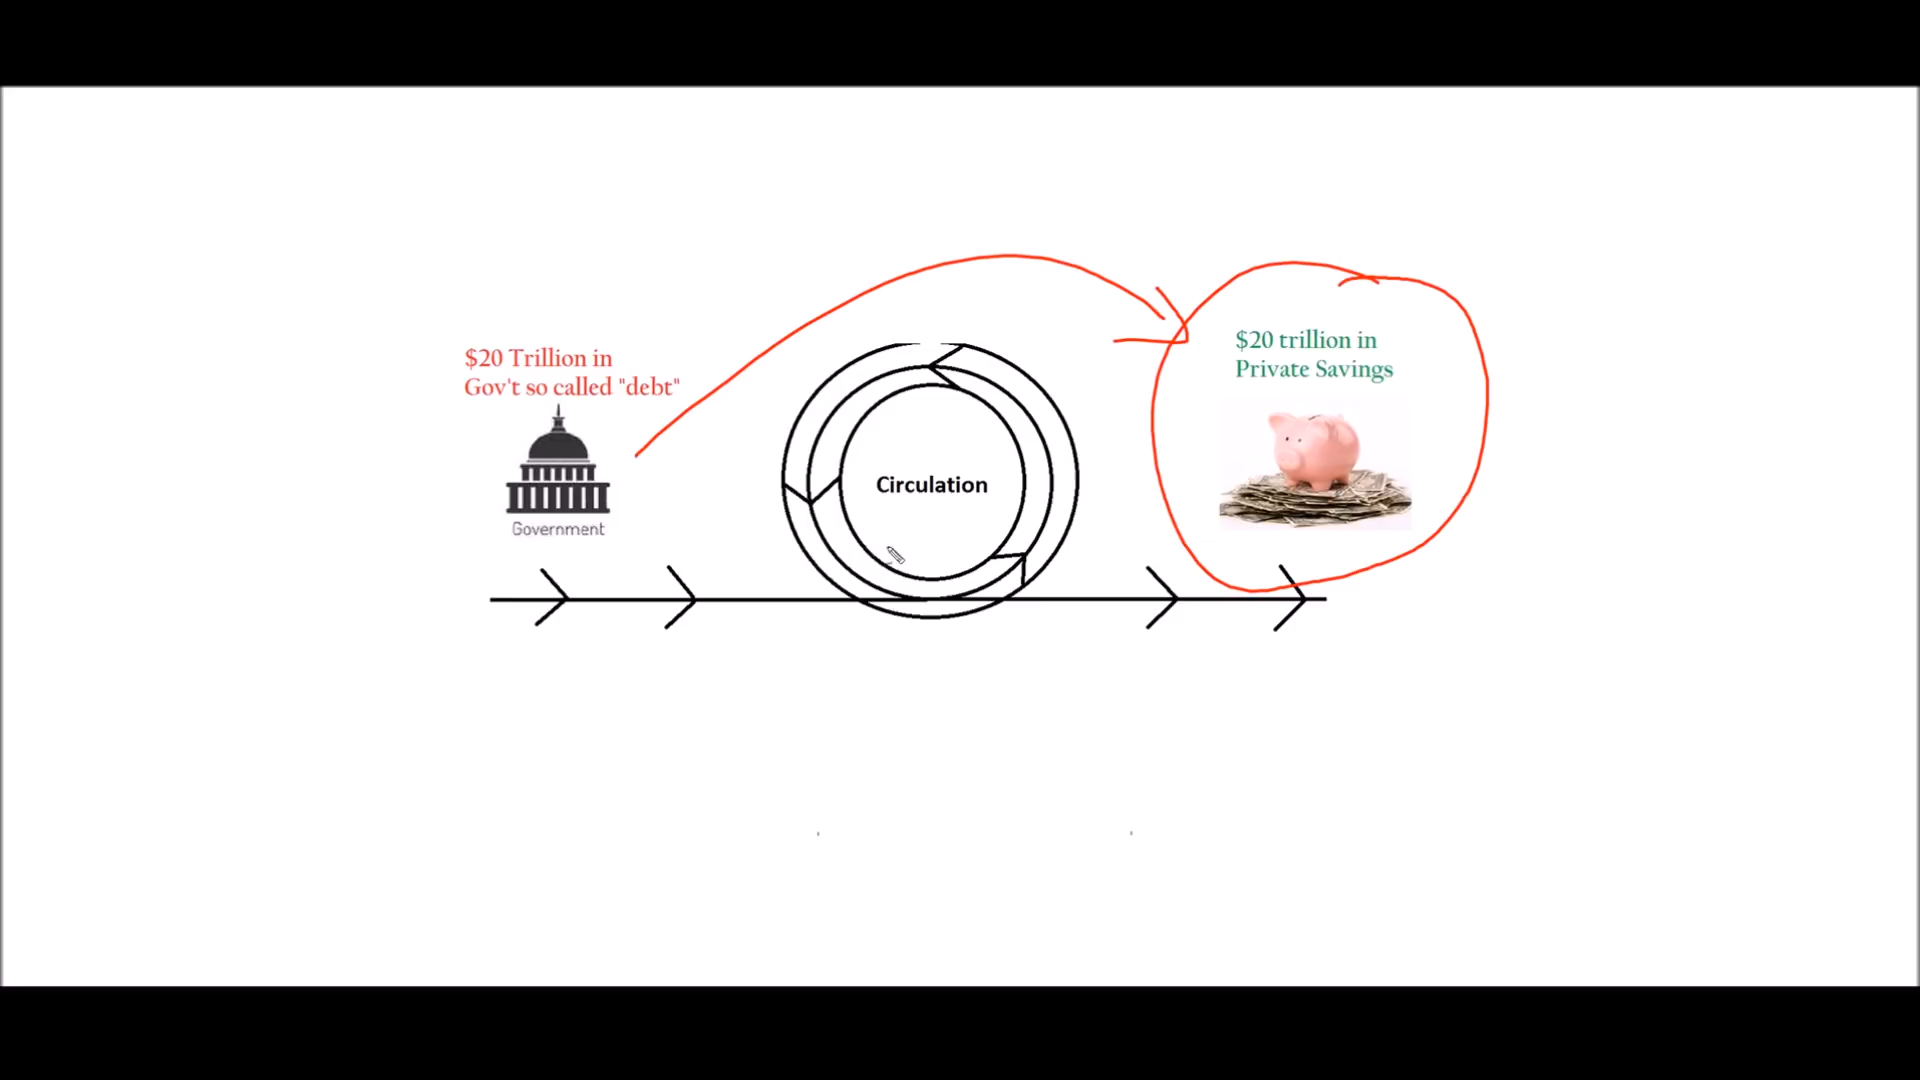 $20 Trillion in
Gov't so called "debt"
Government
Circulation
$20 trillion in
Private Savings